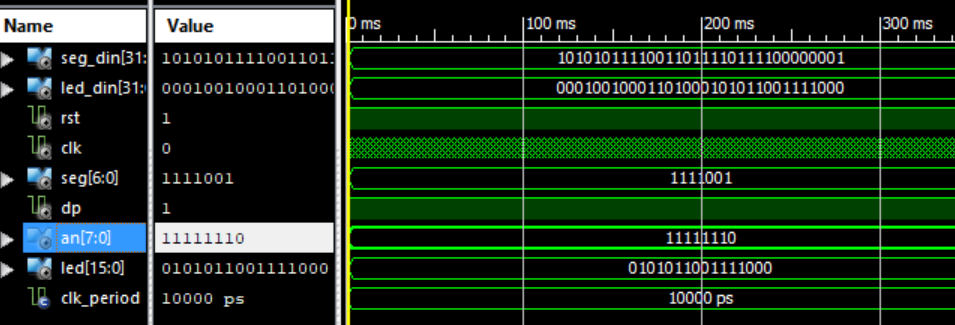 Name Value 0 ms 100 ms 200 ms 300 ms
seg_din[31: 10101011110011011 10101011110011011110111100000001
led_din[31: 00010010001101000 00010010001101000101011001111000
rst 1
clk 0
seg[6:0] 1111001 1111001
dp 1
an[7:0] 11111110 11111110
led[15:0] 0101011001111000 0101011001111000
clk_period 10000 ps 10000 ps